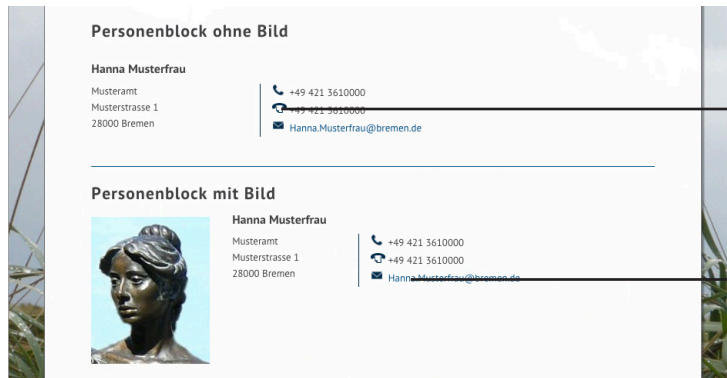 Personenblock ohne Bild
Hanna Musterfrau
Musteramt
Musterstrasse 1
28000 Bremen
+49 421 3610000
+49 421 3610000
Hanna.Musterfrau@bremen.de
Personenblock mit Bild
Hanna Musterfrau
Musteramt
Musterstrasse 1
28000 Bremen
+49 421 3610000
+49 421 3610000
Hanna.Musterfrau@bremen.de